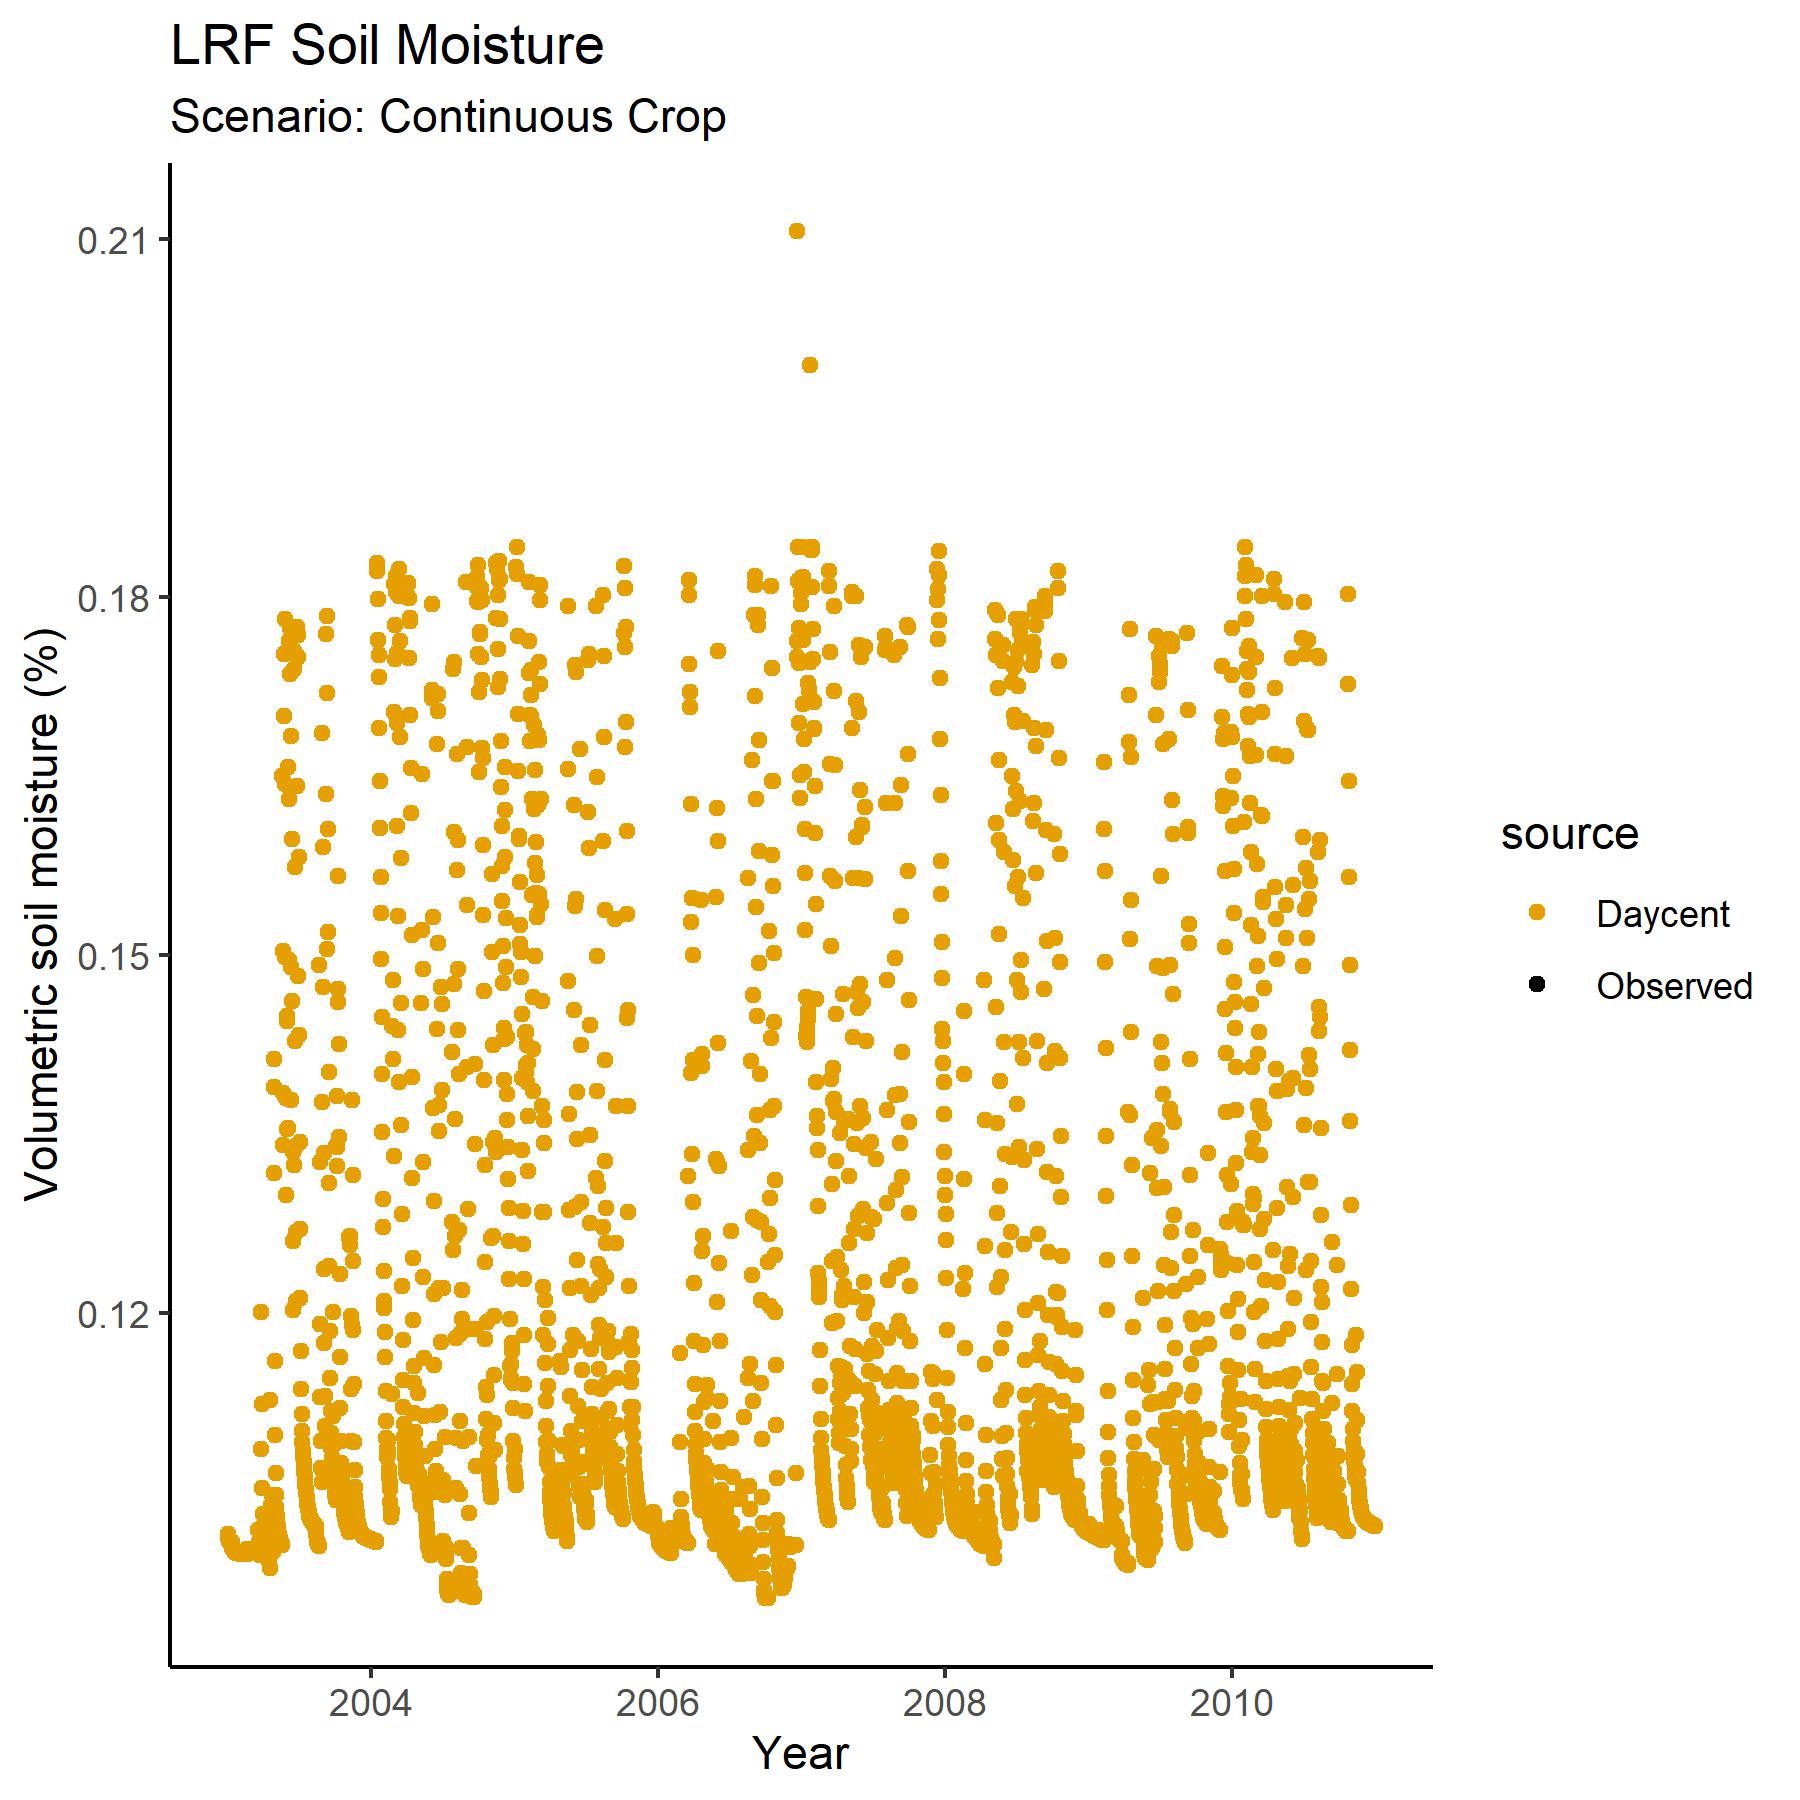 LRF Soil Moisture
Scenario: Continuous Crop
Volumetric soil moisture (%)
0.21
0.18
0.15
0.12
2004 2006 2008 2010
Year
source
Daycent
Observed